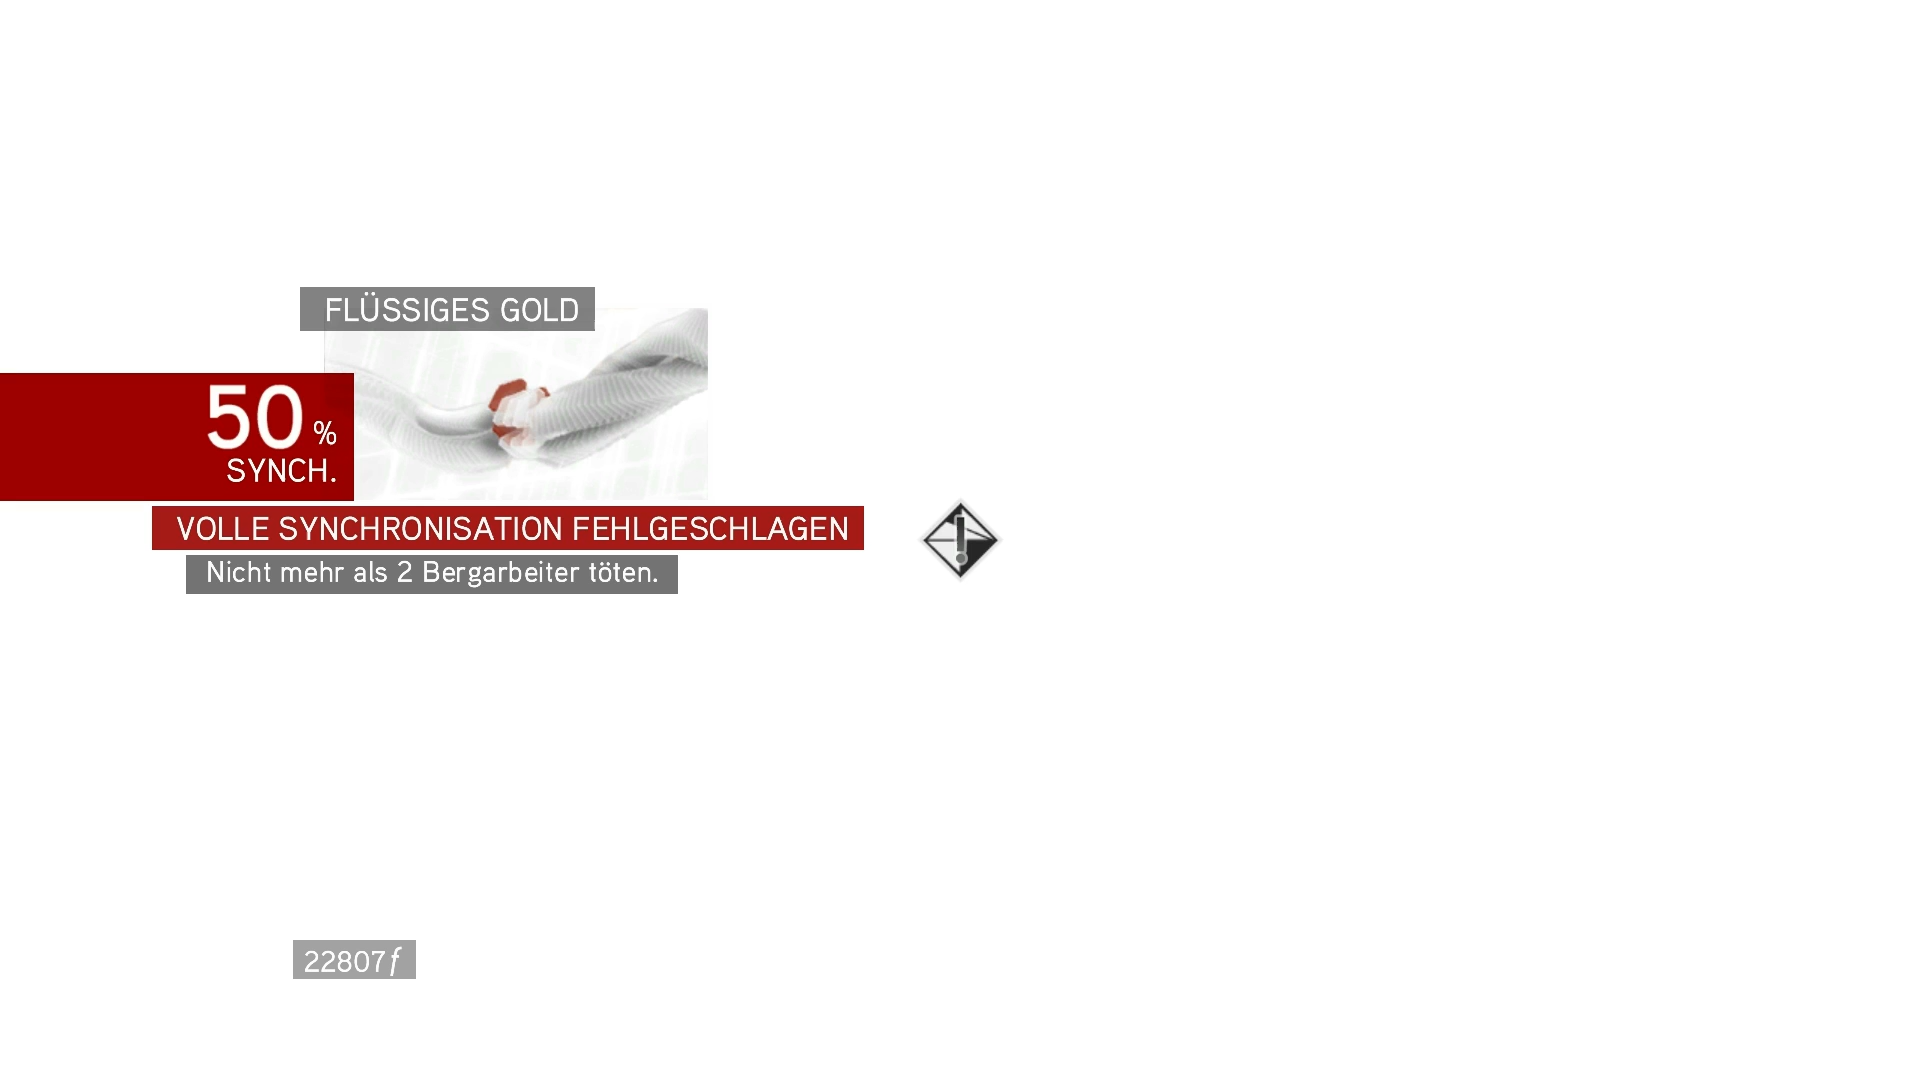 FLÜSSIGES GOLD
50 %
SYNCH.
VOLLE SYNCHRONISATION FEHLGESCHLAGEN
Nicht mehr als 2 Bergarbeiter töten.
22807ƒ